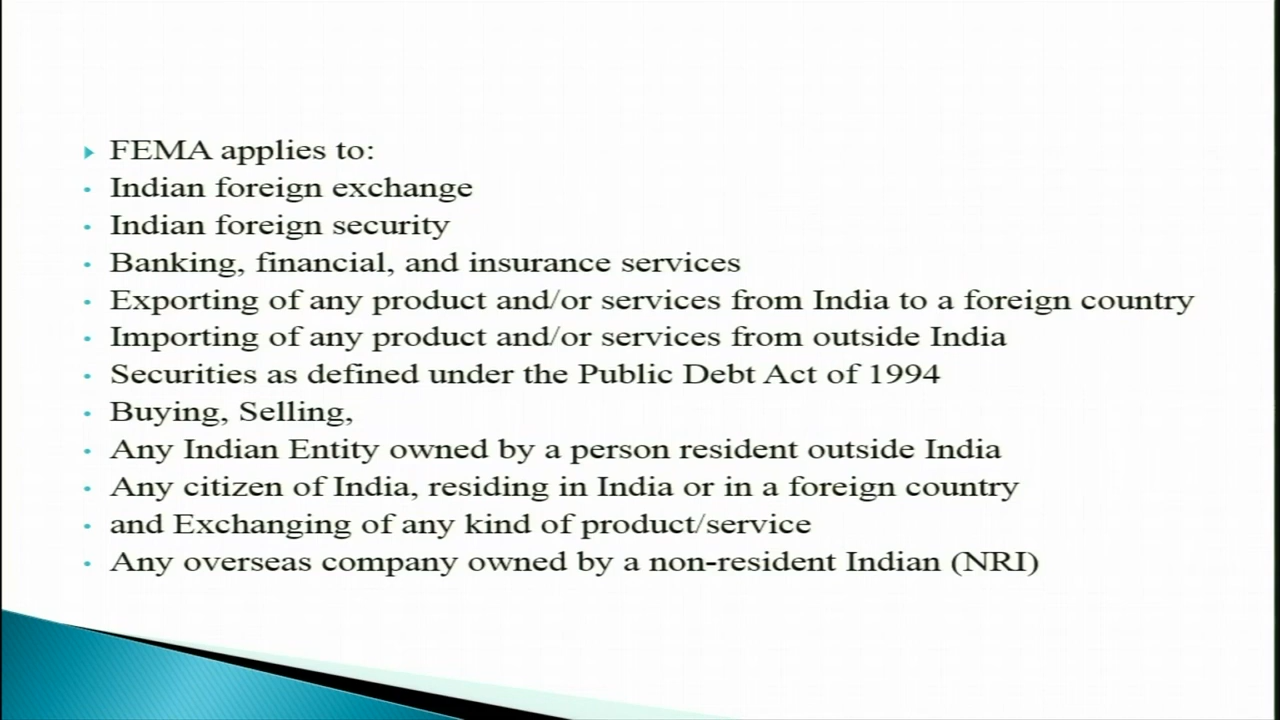 FEMA applies to:
Indian foreign exchange
Indian foreign security
Banking, financial, and insurance services
Exporting of any product and/or services from India to a foreign country
Importing of any product and/or services from outside India
Securities as defined under the Public Debt Act of 1994
Buying, Selling,
Any Indian Entity owned by a person resident outside India
Any citizen of India, residing in India or in a foreign country
and Exchanging of any kind of product/service
Any overseas company owned by a non-resident Indian (NRI)